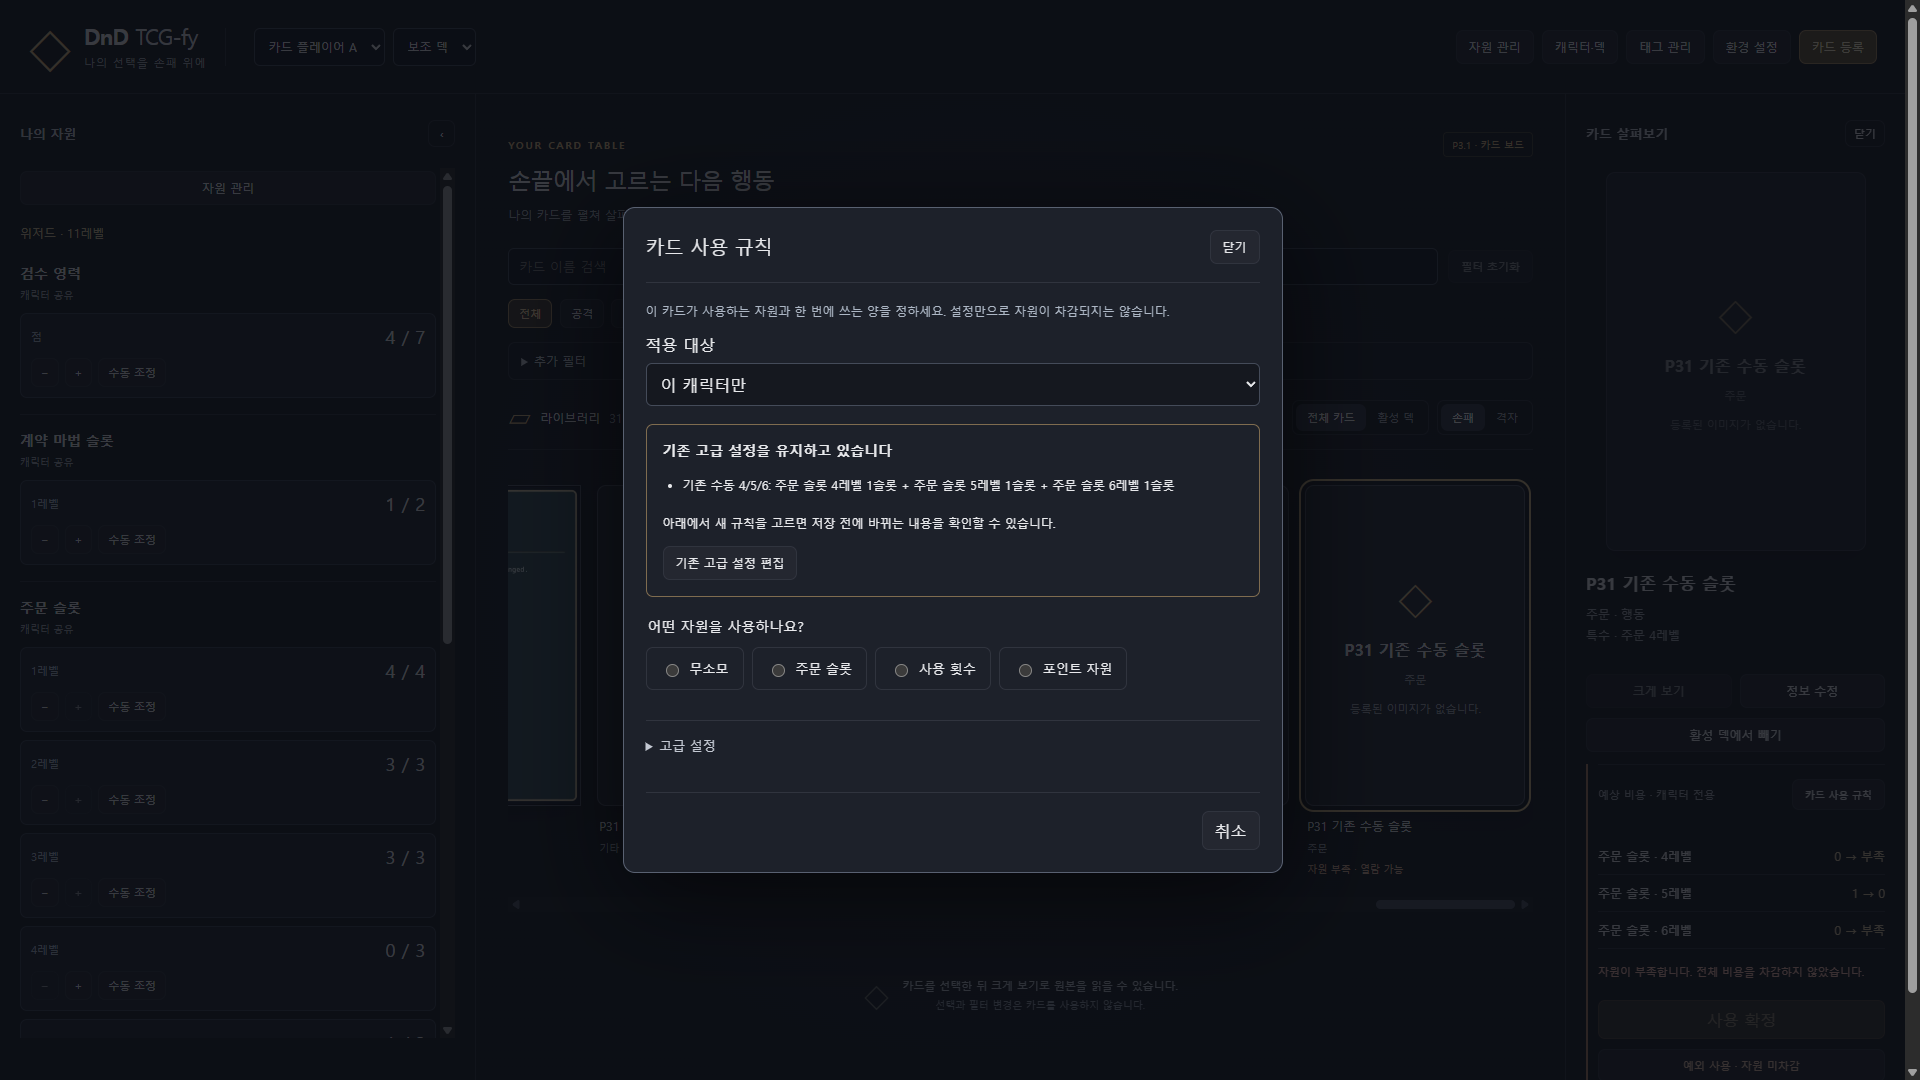 DnD TCG-fy
나의 선택을 손패 위에
카드 플레이어 A
보조 덱
자원 관리
캐릭터·덱
태그 관리
환경 설정
카드 등록
나의 자원
자원 관리
위저드 · 11레벨
검수 영력
캐릭터 공유
점
4 / 7
−
+
수동 조정
계약 마법 슬롯
캐릭터 공유
1레벨
1 / 2
−
+
수동 조정
주문 슬롯
캐릭터 공유
1레벨
4 / 4
−
+
수동 조정
2레벨
3 / 3
−
+
수동 조정
3레벨
3 / 3
−
+
수동 조정
4레벨
0 / 3
−
+
수동 조정
YOUR CARD TABLE
P3.1 · 카드 보드
손끝에서 고르는 다음 행동
나의 카드를 펼쳐 살펴
카드 이름 검색
필터 초기화
전체
공격
▶ 추가 필터
라이브러리 31
전체 카드
활성 덱
손패
격자
P31
기타
P31 기존 수동 슬롯
주문
등록된 이미지가 없습니다.
P31 기존 수동 슬롯
주문
자원 부족 · 열람 가능
카드를 선택한 뒤 크게 보기로 원본을 읽을 수 있습니다.
선택과 필터 변경은 카드를 사용하지 않습니다.
카드 사용 규칙
닫기
이 카드가 사용하는 자원과 한 번에 쓰는 양을 정하세요. 설정만으로 자원이 차감되지는 않습니다.
적용 대상
이 캐릭터만
기존 고급 설정을 유지하고 있습니다
• 기존 수동 4/5/6: 주문 슬롯 4레벨 1슬롯 + 주문 슬롯 5레벨 1슬롯 + 주문 슬롯 6레벨 1슬롯
아래에서 새 규칙을 고르면 저장 전에 바뀌는 내용을 확인할 수 있습니다.
기존 고급 설정 편집
어떤 자원을 사용하나요?
무소모
주문 슬롯
사용 횟수
포인트 자원
▶ 고급 설정
취소
카드 살펴보기
닫기
P31 기존 수동 슬롯
주문
등록된 이미지가 없습니다.
P31 기존 수동 슬롯
주문 · 행동
특수 · 주문 4레벨
크게 보기
정보 수정
활성 덱에서 빼기
예상 비용 · 캐릭터 전용
카드 사용 규칙
주문 슬롯 · 4레벨
0 → 부족
주문 슬롯 · 5레벨
1 → 0
주문 슬롯 · 6레벨
0 → 부족
자원이 부족합니다. 전체 비용을 차감하지 않았습니다.
사용 확정
예외 사용 · 자원 미차감